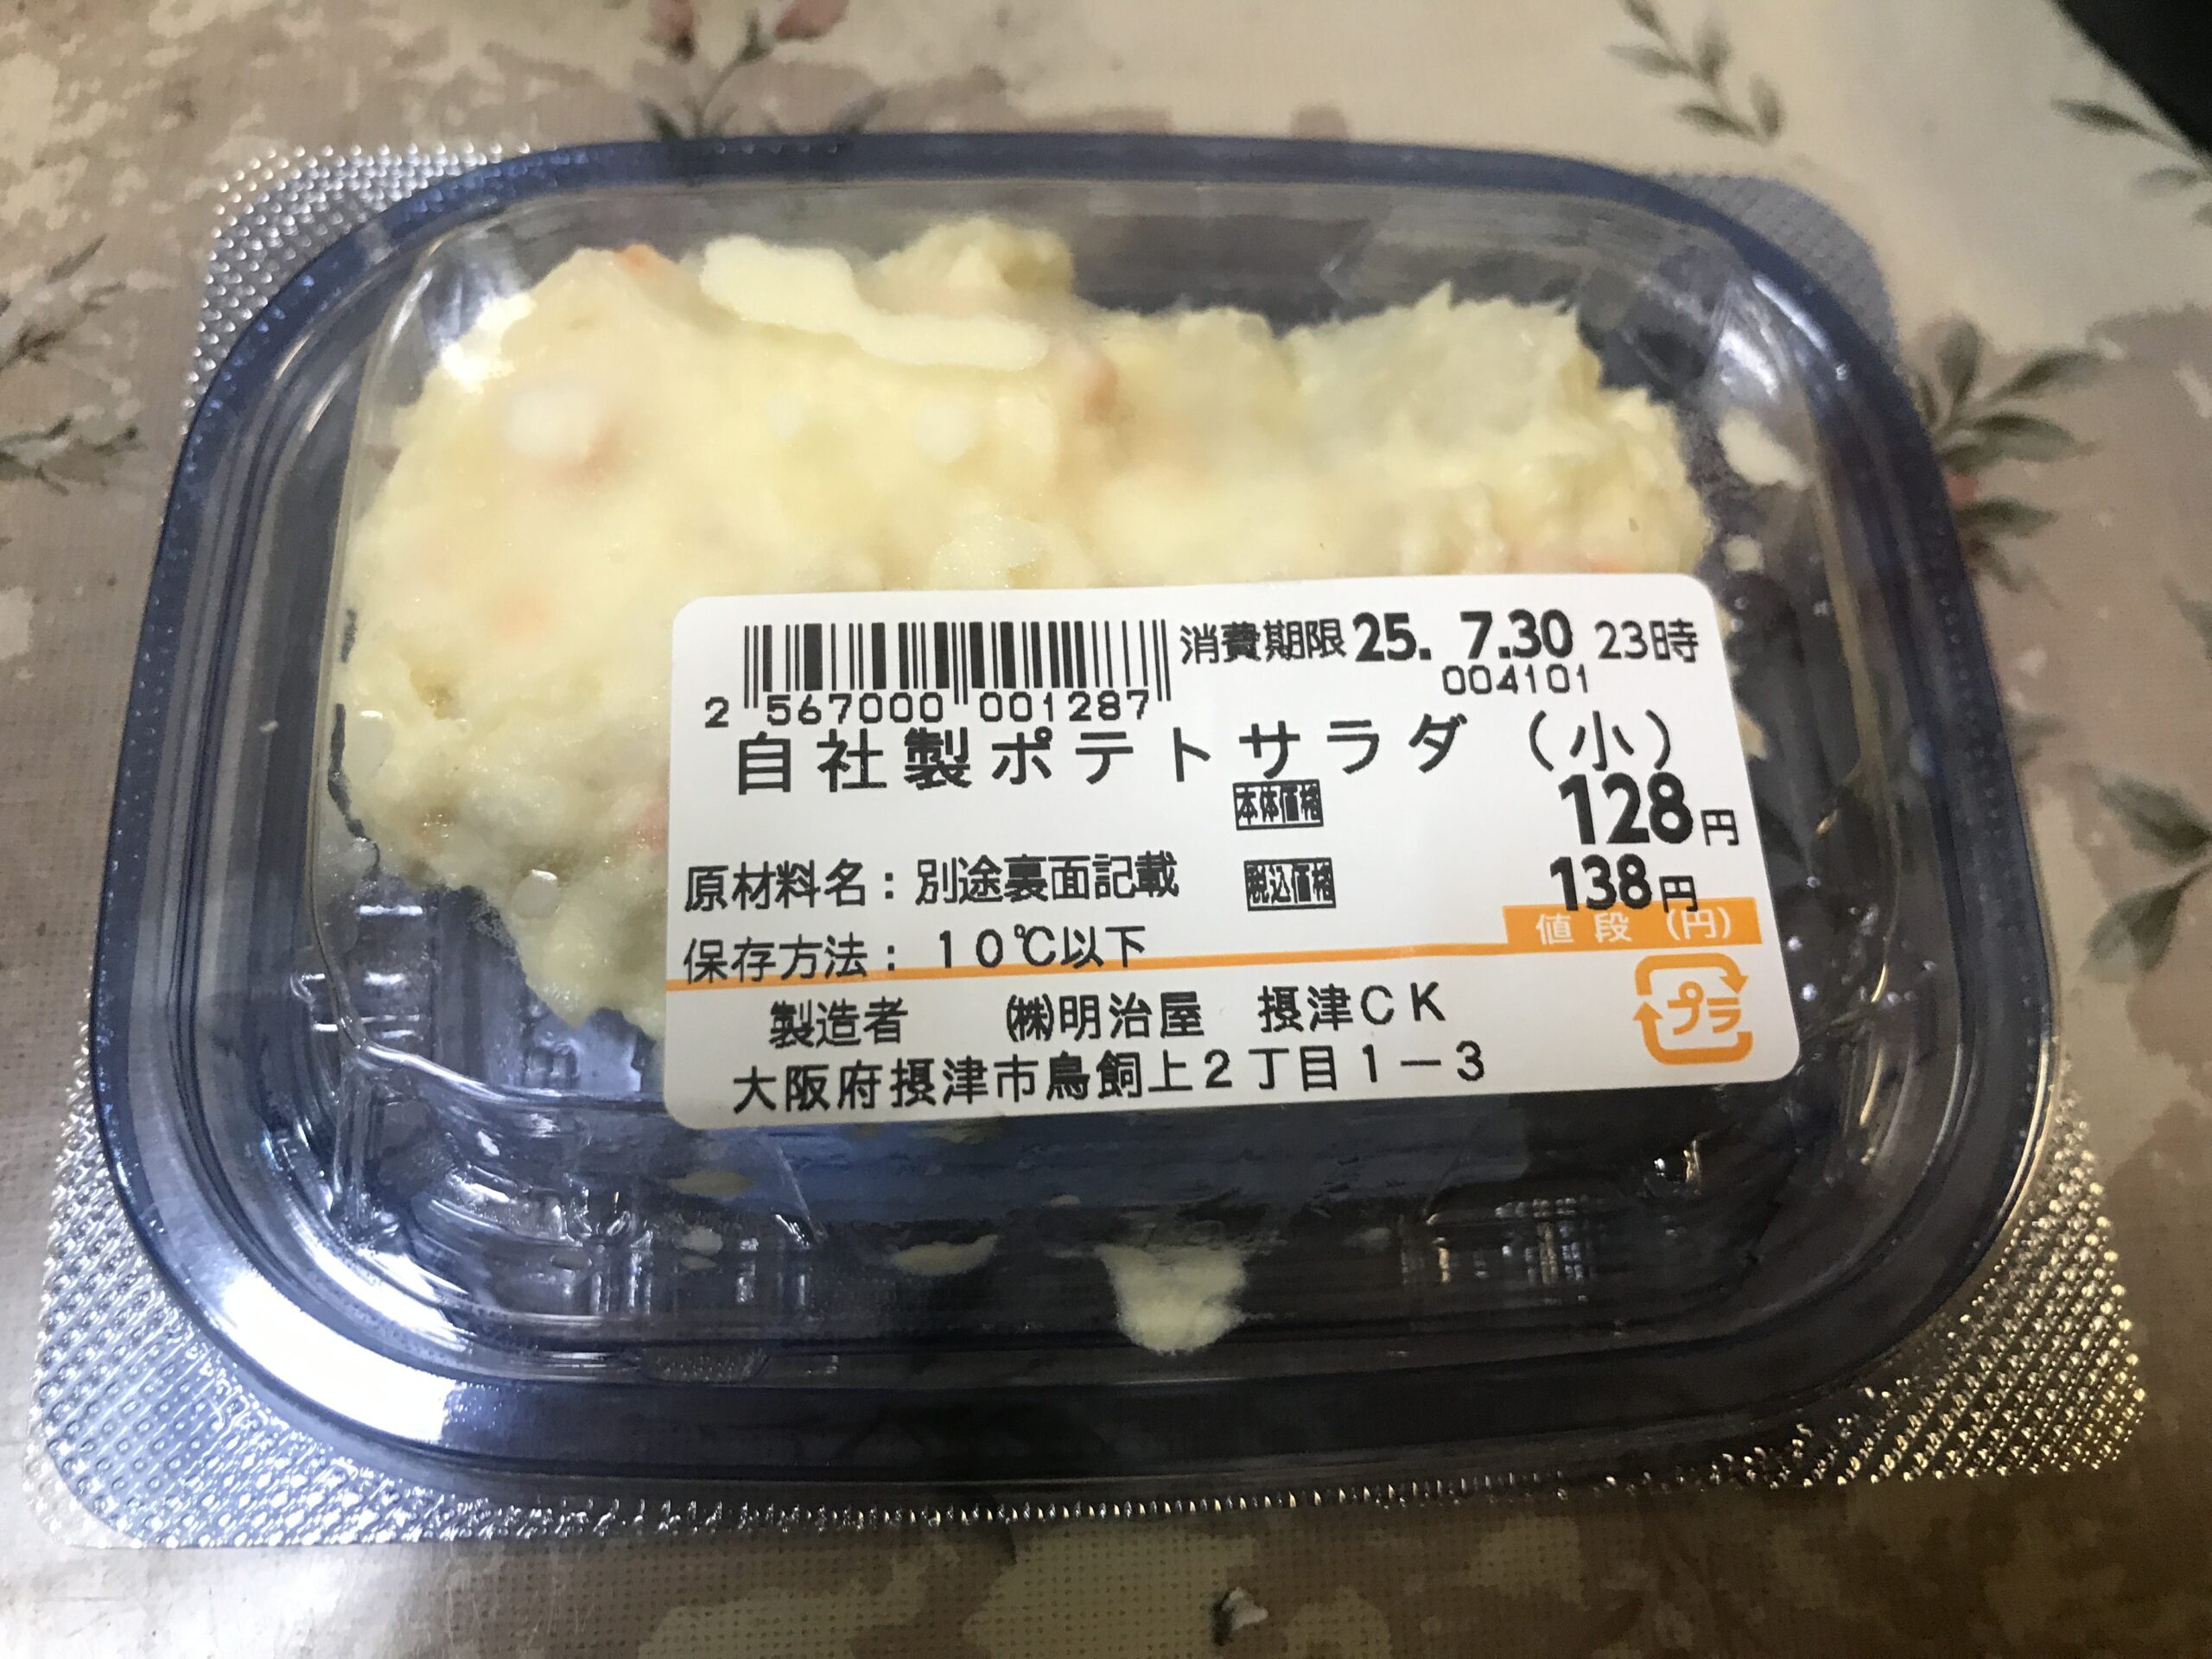 消費期限 25. 7.30 23時
004101
2 567000 001287
自社製ポテトサラダ（小）
本体価格 128円
原材料名：別途裏面記載 税込価格 138円
値段（円）
保存方法：１０℃以下
製造者 ㈱明治屋 摂津ＣＫ
プラ
大阪府摂津市鳥飼上２丁目１－３